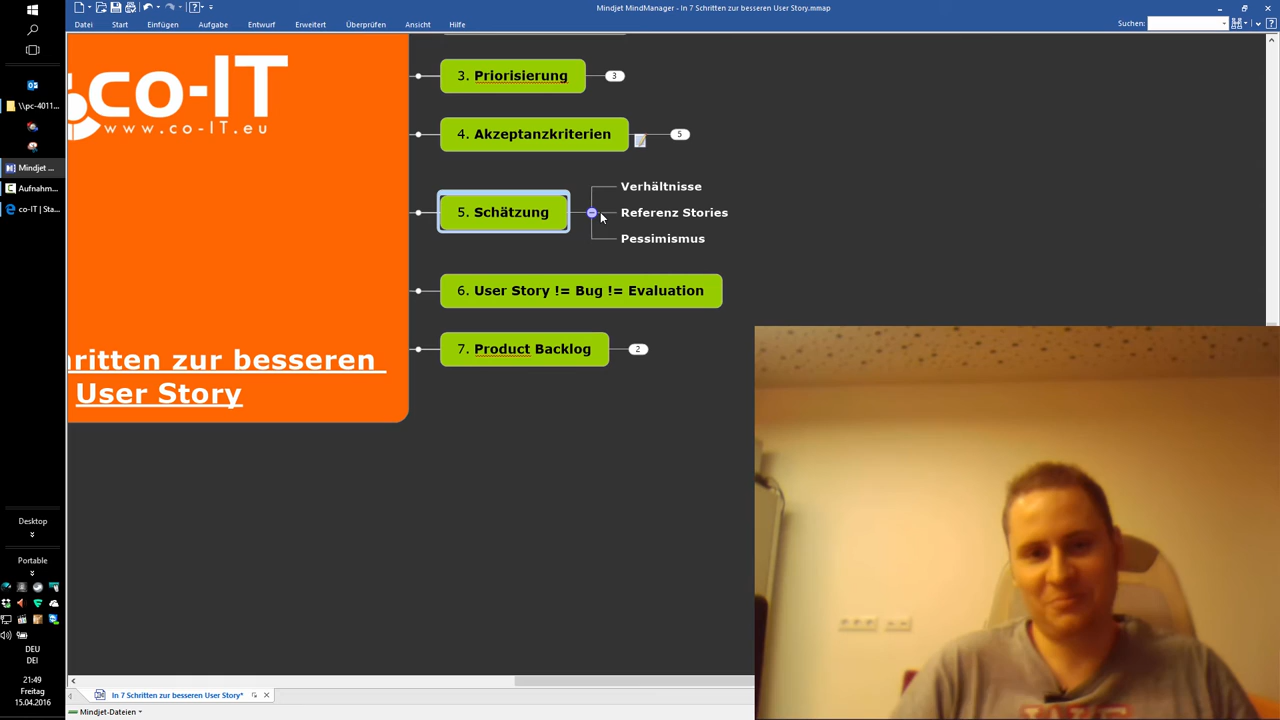 Mindjet MindManager - In 7 Schritten zur besseren User Story.mmap
Datei Start Einfügen Aufgabe Entwurf Erweitert Überprüfen Ansicht Hilfe Suchen:
co-IT
www.co-IT.eu
hritten zur besseren
User Story
3. Priorisierung 3
4. Akzeptanzkriterien 5
5. Schätzung
Verhältnisse
Referenz Stories
Pessimismus
6. User Story != Bug != Evaluation
7. Product Backlog 2
\\pc-4011...
Mindjet ...
Aufnahm...
co-IT | Sta...
Desktop
Portable
DEU
DEI
21:49
Freitag
15.04.2016
In 7 Schritten zur besseren User Story*
Mindjet-Dateien